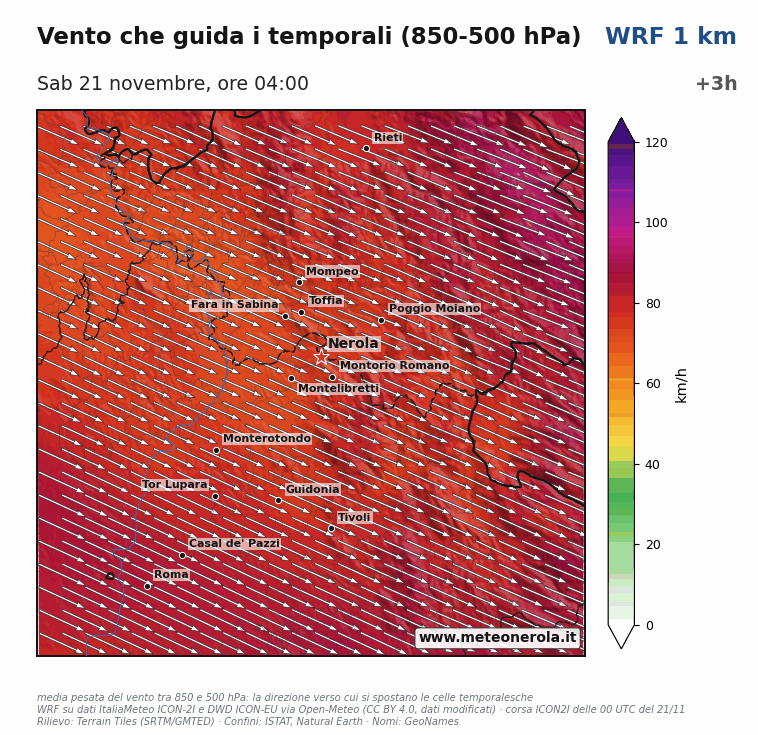 Vento che guida i temporali (850-500 hPa) WRF 1 km
Sab 21 novembre, ore 04:00 +3h
Rieti
Mompeo
Fara in Sabina Toffia
Poggio Moiano
Nerola
Montorio Romano
Montelibretti
Monterotondo
Tor Lupara
Guidonia
Tivoli
Casal de' Pazzi
Roma
www.meteonerola.it
120
100
80
60
40
20
0
km/h
media pesata del vento tra 850 e 500 hPa: la direzione verso cui si spostano le celle temporalesche
WRF su dati ItaliaMeteo ICON-2I e DWD ICON-EU via Open-Meteo (CC BY 4.0, dati modificati) · corsa ICON2I delle 00 UTC del 21/11
Rilievo: Terrain Tiles (SRTM/GMTED) · Confini: ISTAT, Natural Earth · Nomi: GeoNames